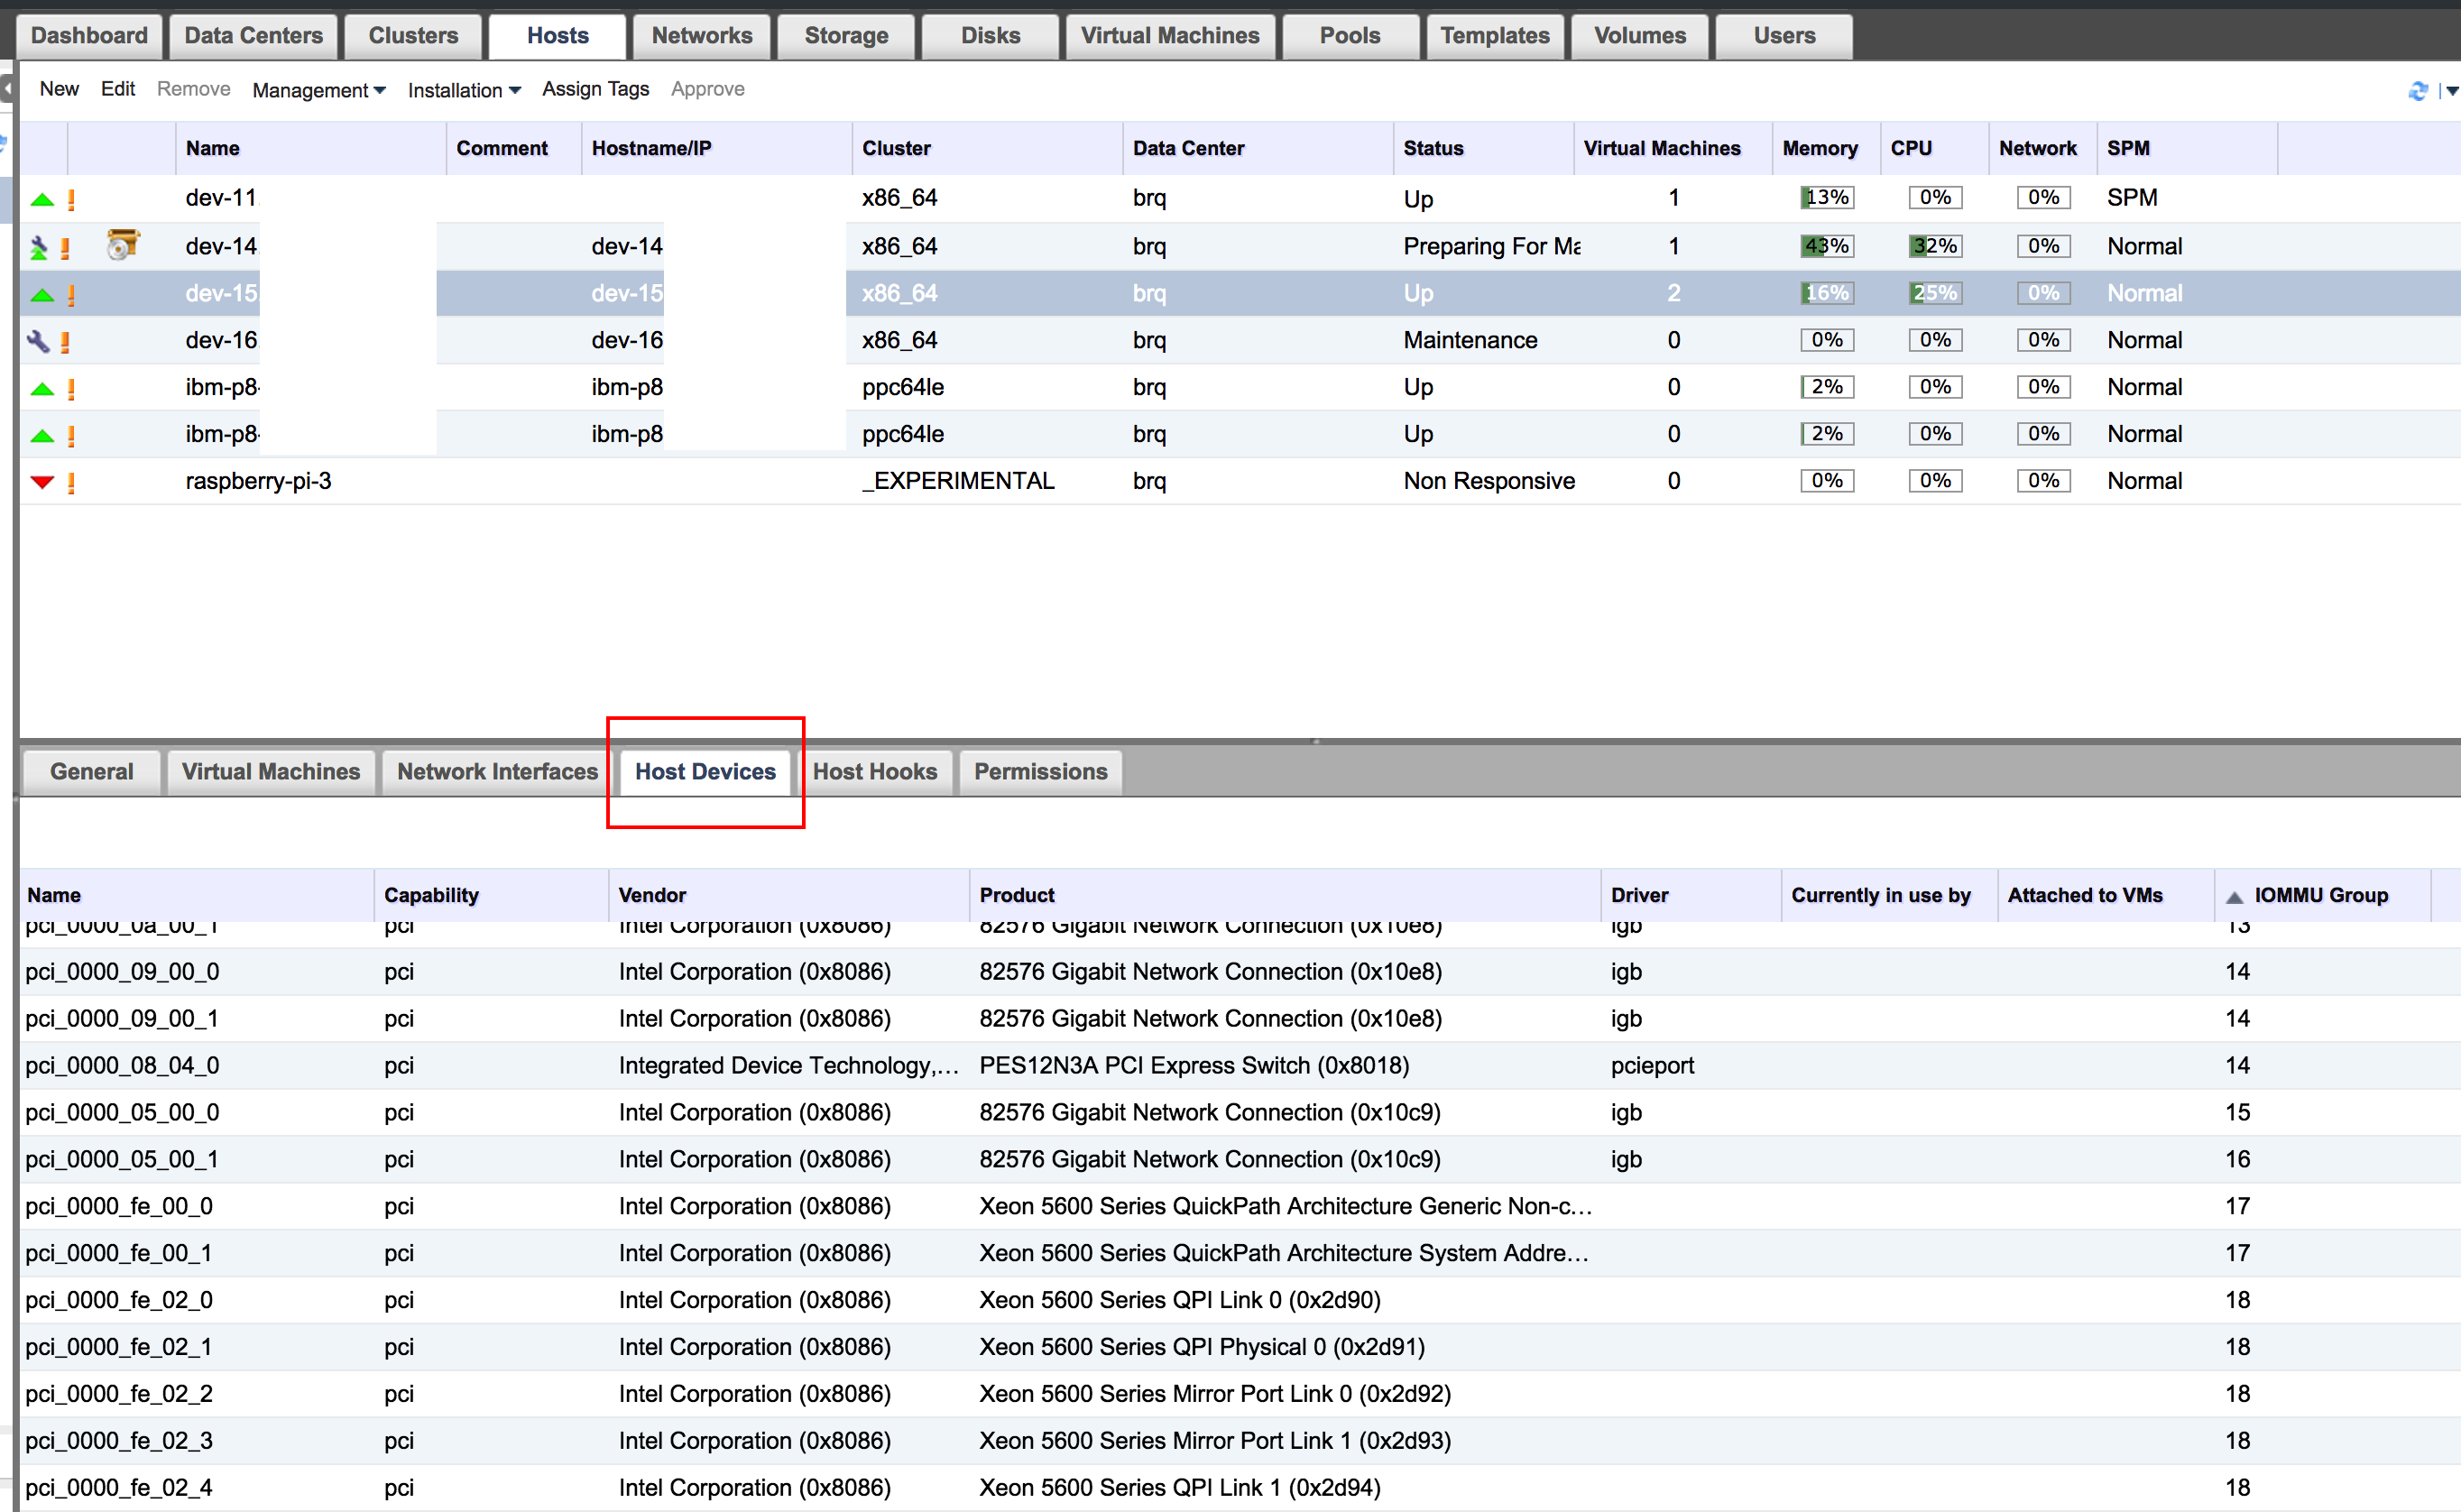 Dashboard Data Centers Clusters Hosts Networks Storage Disks Virtual Machines Pools Templates Volumes Users
New Edit Remove Management Installation Assign Tags Approve
Name Comment Hostname/IP Cluster Data Center Status Virtual Machines Memory CPU Network SPM
dev-11. x86_64 brq Up 1 13% 0% 0% SPM
dev-14 dev-14 x86_64 brq Preparing For Ma 1 43% 32% 0% Normal
dev-15. dev-15 x86_64 brq Up 2 16% 25% 0% Normal
dev-16 dev-16 x86_64 brq Maintenance 0 0% 0% 0% Normal
ibm-p8- ibm-p8 ppc64le brq Up 0 2% 0% 0% Normal
ibm-p8- ibm-p8 ppc64le brq Up 0 2% 0% 0% Normal
raspberry-pi-3 _EXPERIMENTAL brq Non Responsive 0 0% 0% 0% Normal
General Virtual Machines Network Interfaces Host Devices Host Hooks Permissions
Name Capability Vendor Product Driver Currently in use by Attached to VMs IOMMU Group
pci_0000_0a_00_1 pci Intel Corporation (0x8086) 82576 Gigabit Network Connection (0x10e8) igb 13
pci_0000_09_00_0 pci Intel Corporation (0x8086) 82576 Gigabit Network Connection (0x10e8) igb 14
pci_0000_09_00_1 pci Intel Corporation (0x8086) 82576 Gigabit Network Connection (0x10e8) igb 14
pci_0000_08_04_0 pci Integrated Device Technology,... PES12N3A PCI Express Switch (0x8018) pcieport 14
pci_0000_05_00_0 pci Intel Corporation (0x8086) 82576 Gigabit Network Connection (0x10c9) igb 15
pci_0000_05_00_1 pci Intel Corporation (0x8086) 82576 Gigabit Network Connection (0x10c9) igb 16
pci_0000_fe_00_0 pci Intel Corporation (0x8086) Xeon 5600 Series QuickPath Architecture Generic Non-c... 17
pci_0000_fe_00_1 pci Intel Corporation (0x8086) Xeon 5600 Series QuickPath Architecture System Addre... 17
pci_0000_fe_02_0 pci Intel Corporation (0x8086) Xeon 5600 Series QPI Link 0 (0x2d90) 18
pci_0000_fe_02_1 pci Intel Corporation (0x8086) Xeon 5600 Series QPI Physical 0 (0x2d91) 18
pci_0000_fe_02_2 pci Intel Corporation (0x8086) Xeon 5600 Series Mirror Port Link 0 (0x2d92) 18
pci_0000_fe_02_3 pci Intel Corporation (0x8086) Xeon 5600 Series Mirror Port Link 1 (0x2d93) 18
pci_0000_fe_02_4 pci Intel Corporation (0x8086) Xeon 5600 Series QPI Link 1 (0x2d94) 18